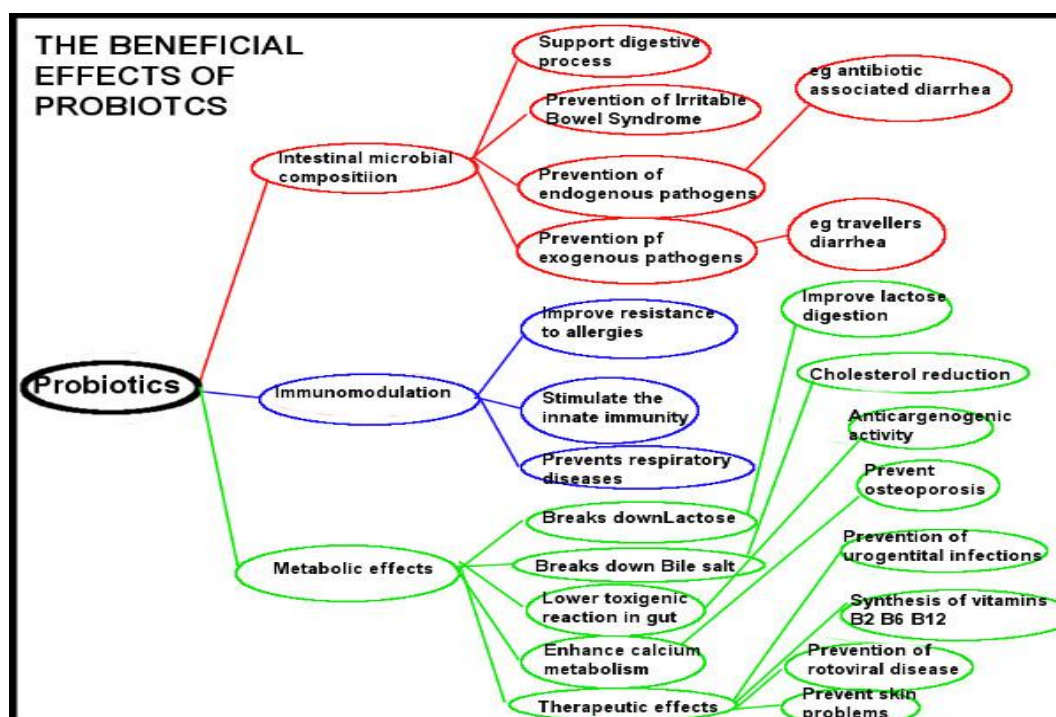 THE BENEFICIAL
EFFECTS OF
PROBIOTCS
Support digestive
process
eg antibiotic
associated diarrhea
Prevention of Irritable
Bowel Syndrome
Intestinal microbial
compositiion
Prevention of
endogenous pathogens
Prevention pf
exogenous pathogens
eg travellers
diarrhea
Improve lactose
digestion
Improve resistance
to allergies
Probiotics
Immunomodulation
Cholesterol reduction
Stimulate the
innate immunity
Anticargenogenic
activity
Prevents respiratory
diseases
Prevent
osteoporosis
Breaks downLactose
Metabolic effects
Breaks down Bile salt
Prevention of
urogentital infections
Lower toxigenic
reaction in gut
Synthesis of vitamins
B2 B6 B12
Enhance calcium
metabolism
Prevention of
rotoviral disease
Therapeutic effects
Prevent skin
problems